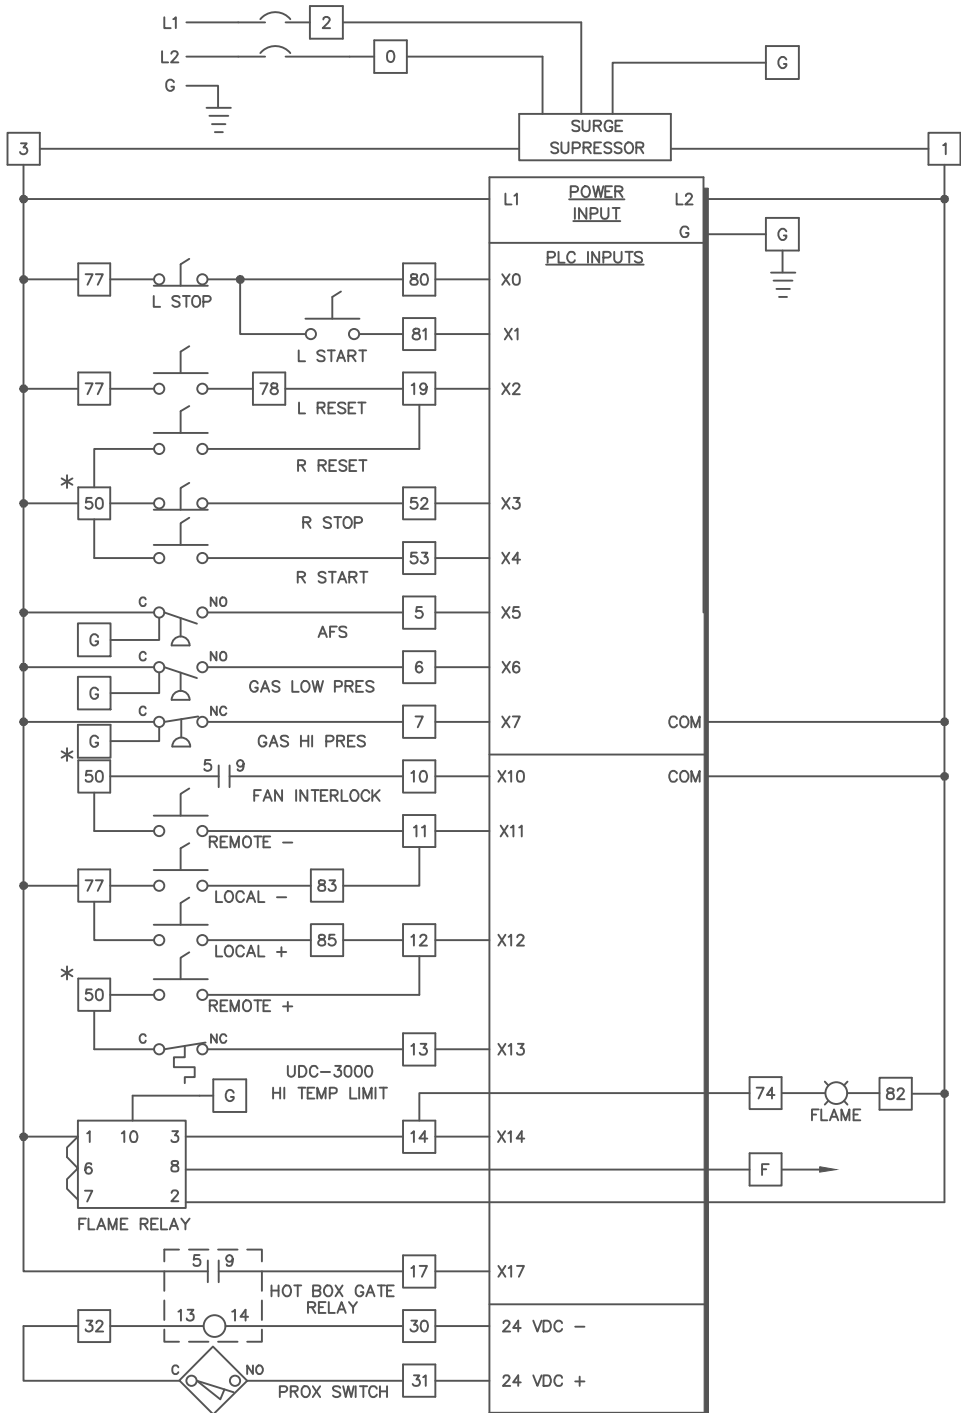 L1 2
L2 0 G
G
SURGE
SUPRESSOR
3 1
L1 POWER L2
INPUT
G G
PLC INPUTS
77 80 X0
L STOP
81 X1
L START
77 78 19 X2
L RESET
R RESET
*
50 52 X3
R STOP
53 X4
R START
C NO 5 X5
G AFS
C NO 6 X6
G GAS LOW PRES
C NC 7 X7 COM
G GAS HI PRES
*
50 5 9 10 X10 COM
FAN INTERLOCK
11 X11
REMOTE -
77 83
LOCAL -
85 12 X12
LOCAL +
*
50
REMOTE +
C NC 13 X13
UDC-3000
HI TEMP LIMIT
G 74 82
FLAME
1 10 3 14 X14
6 8 F
7 2
FLAME RELAY
5 9 17 X17
HOT BOX GATE
RELAY
32 13 14 30 24 VDC -
C NO 31 24 VDC +
PROX SWITCH